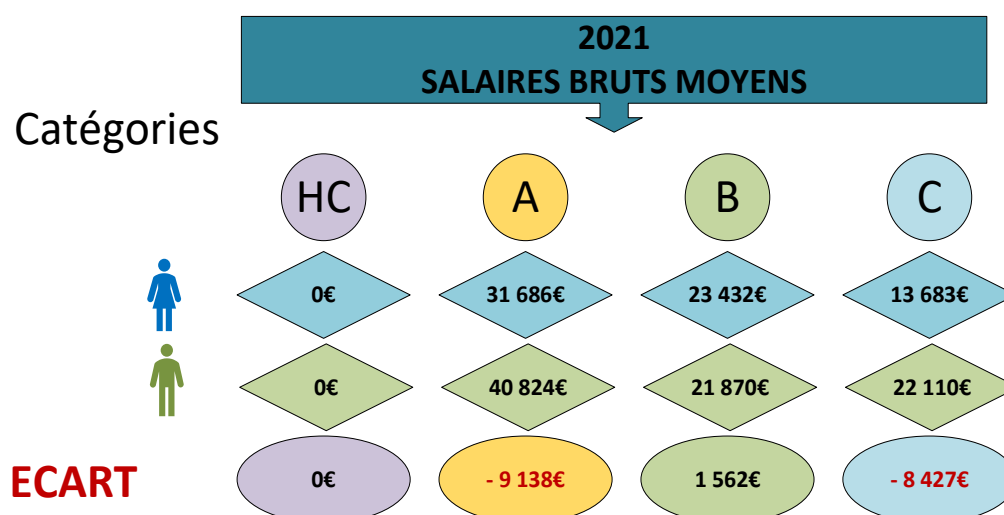 2021
SALAIRES BRUTS MOYENS
Catégories
HC A B C
0€ 31 686€ 23 432€ 13 683€
0€ 40 824€ 21 870€ 22 110€
ECART 0€ - 9 138€ 1 562€ - 8 427€